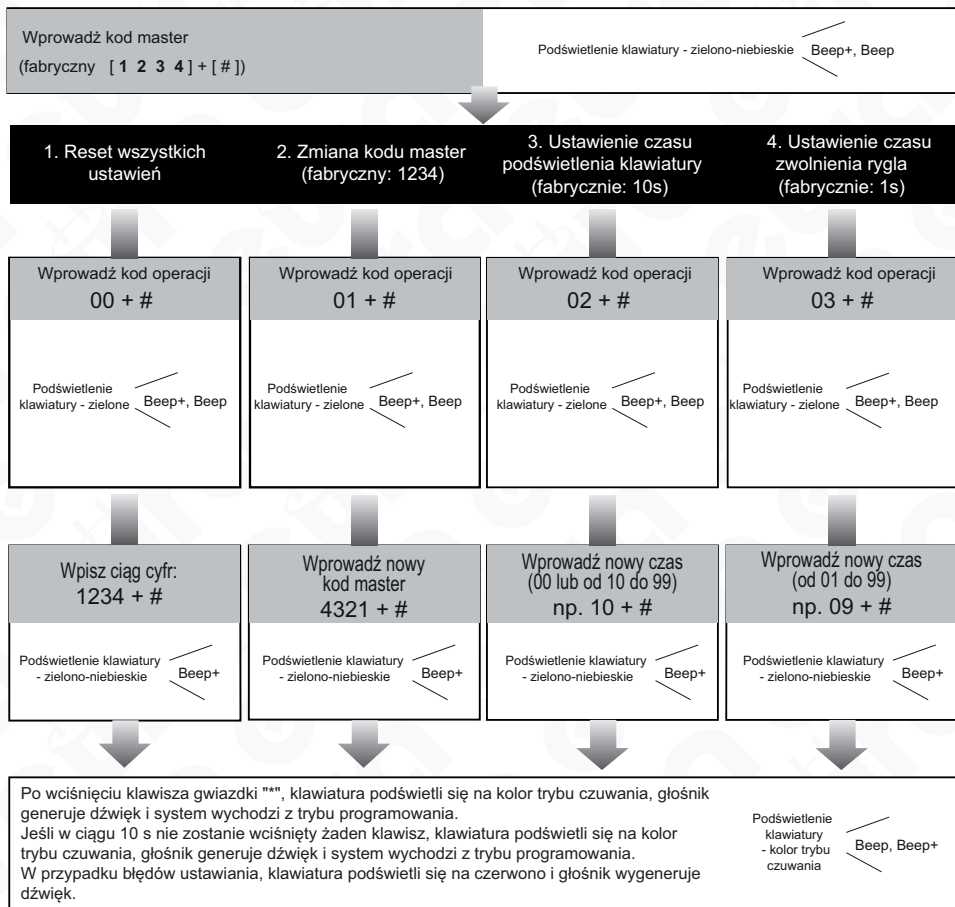 Wprowadź kod master
(fabryczny [ 1 2 3 4 ] + [ # ])
Podświetlenie klawiatury - zielono-niebieskie
Beep+, Beep
1. Reset wszystkich
ustawień
2. Zmiana kodu master
(fabryczny: 1234)
3. Ustawienie czasu
podświetlenia klawiatury
(fabrycznie: 10s)
4. Ustawienie czasu
zwolnienia rygla
(fabrycznie: 1s)
Wprowadź kod operacji
00 + #
Wprowadź kod operacji
01 + #
Wprowadź kod operacji
02 + #
Wprowadź kod operacji
03 + #
Podświetlenie
klawiatury - zielone
Beep+, Beep
Podświetlenie
klawiatury - zielone
Beep+, Beep
Podświetlenie
klawiatury - zielone
Beep+, Beep
Podświetlenie
klawiatury - zielone
Beep+, Beep
Wpisz ciąg cyfr:
1234 + #
Wprowadź nowy
kod master
4321 + #
Wprowadź nowy czas
(00 lub od 10 do 99)
np. 10 + #
Wprowadź nowy czas
(od 01 do 99)
np. 09 + #
Podświetlenie klawiatury
- zielono-niebieskie
Beep+
Podświetlenie klawiatury
- zielono-niebieskie
Beep+
Podświetlenie klawiatury
- zielono-niebieskie
Beep+
Podświetlenie klawiatury
- zielono-niebieskie
Beep+
Po wciśnięciu klawisza gwiazdki "*", klawiatura podświetli się na kolor trybu czuwania, głośnik
generuje dźwięk i system wychodzi z trybu programowania.
Jeśli w ciągu 10 s nie zostanie wciśnięty żaden klawisz, klawiatura podświetli się na kolor
trybu czuwania, głośnik generuje dźwięk i system wychodzi z trybu programowania.
W przypadku błędów ustawiania, klawiatura podświetli się na czerwono i głośnik wygeneruje
dźwięk.
Podświetlenie
klawiatury
- kolor trybu
czuwania
Beep, Beep+